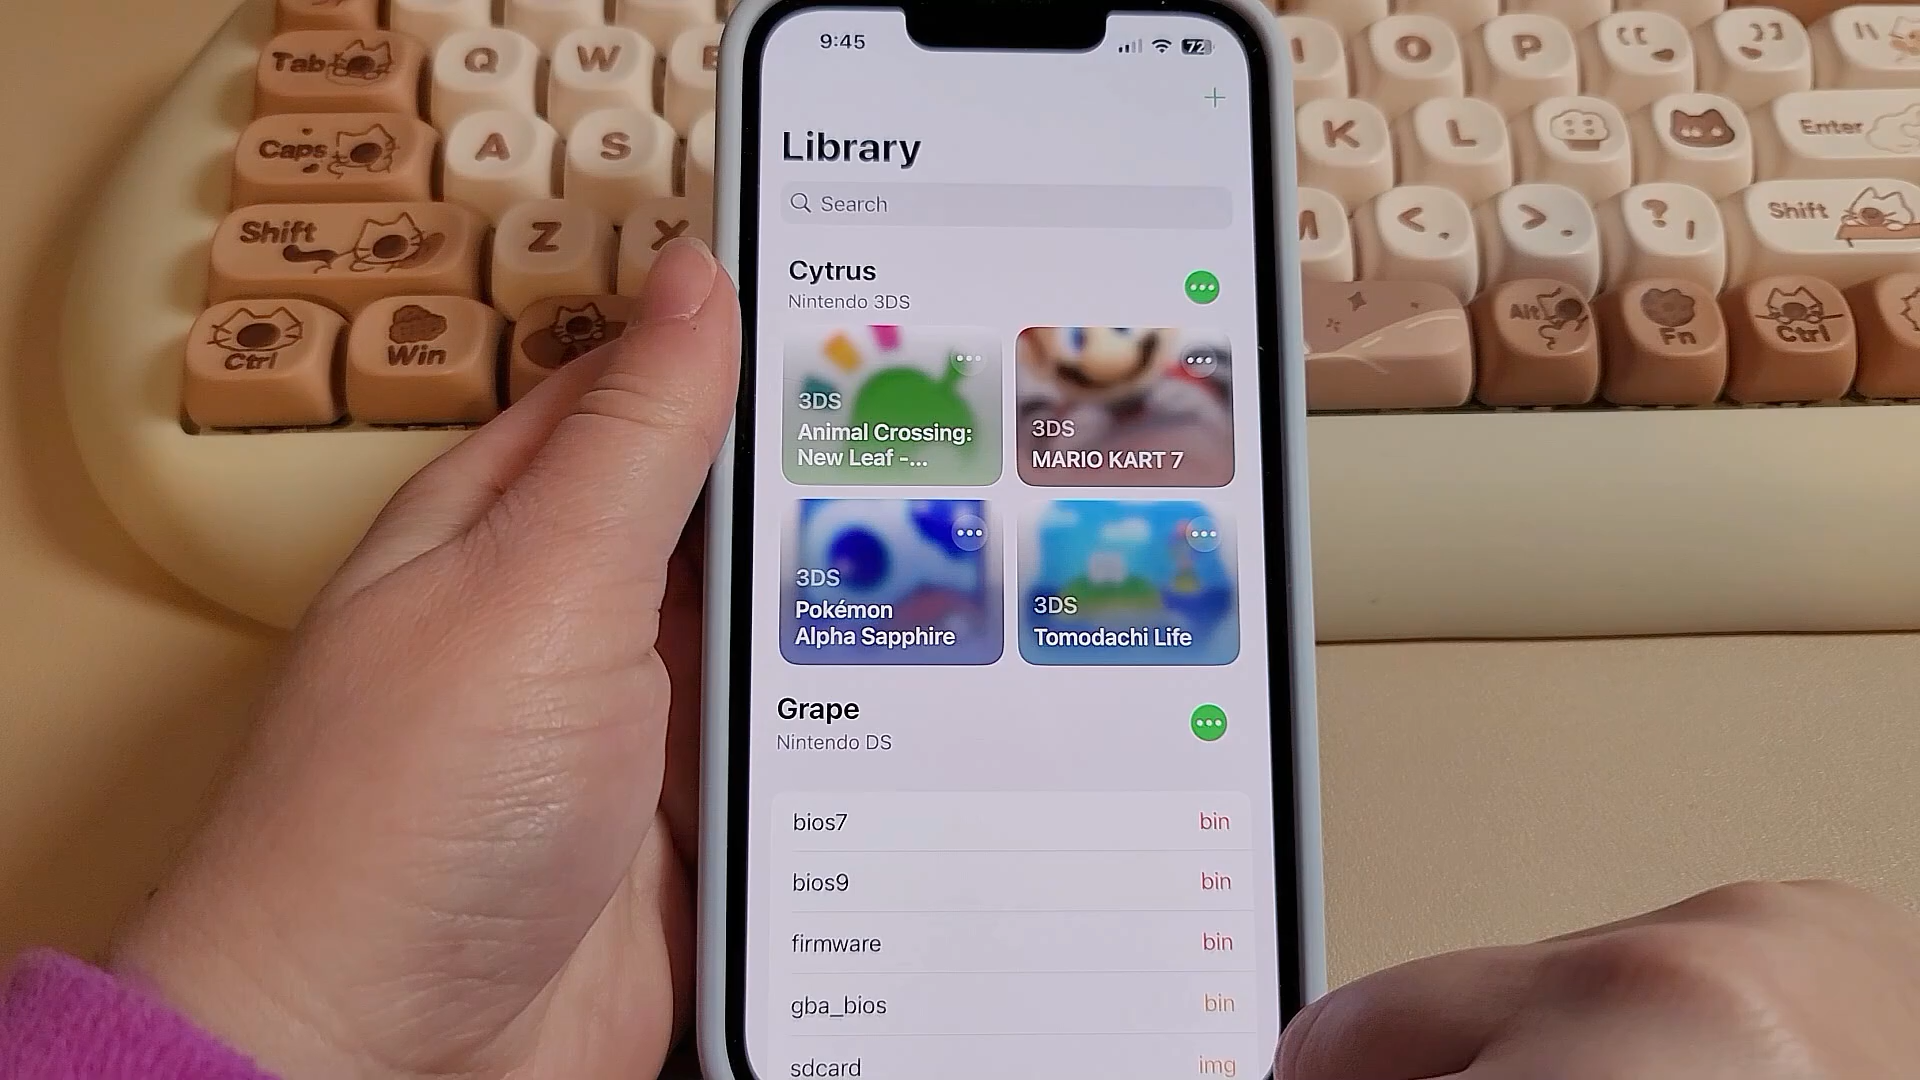 9:45
72
Library
Search
Cytrus
Nintendo 3DS
3DS
Animal Crossing:
New Leaf -...
3DS
MARIO KART 7
3DS
Pokémon
Alpha Sapphire
3DS
Tomodachi Life
Grape
Nintendo DS
bios7 bin
bios9 bin
firmware bin
gba_bios bin
sdcard img
Tab Q W E
O P
Caps A S
K L Enter
Shift Z X
< , > . ? Shift
Ctrl Win
Alt Fn Ctrl